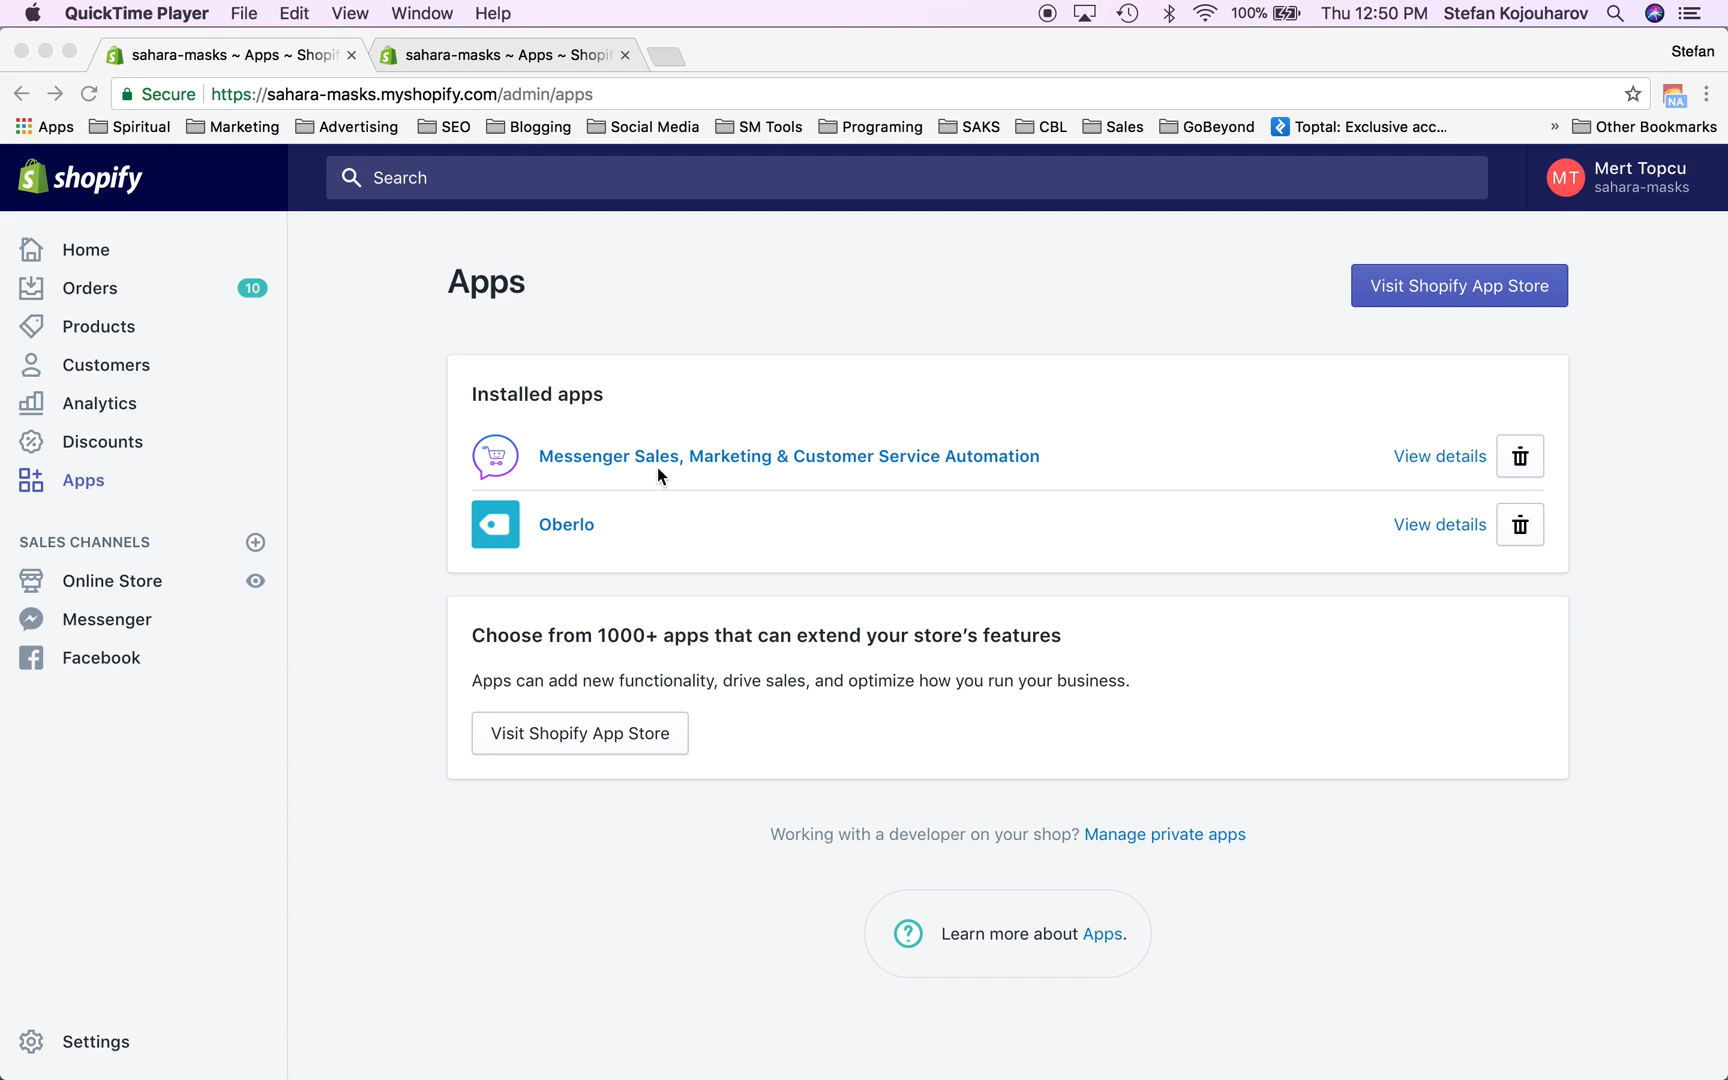 QuickTime Player File Edit View Window Help 100% Thu 12:50 PM Stefan Kojouharov
sahara-masks ~ Apps ~ Shopif sahara-masks ~ Apps ~ Shopif Stefan
Secure https://sahara-masks.myshopify.com/admin/apps NA
Apps Spiritual Marketing Advertising SEO Blogging Social Media SM Tools Programing SAKS CBL Sales GoBeyond Toptal: Exclusive acc... » Other Bookmarks
shopify Search MT Mert Topcu
sahara-masks
Home
Orders 10
Products
Customers
Analytics
Discounts
Apps
SALES CHANNELS
Online Store
Messenger
Facebook
Settings
Apps
Visit Shopify App Store
Installed apps
Messenger Sales, Marketing & Customer Service Automation View details
Oberlo View details
Choose from 1000+ apps that can extend your store's features
Apps can add new functionality, drive sales, and optimize how you run your business.
Visit Shopify App Store
Working with a developer on your shop? Manage private apps
? Learn more about Apps.